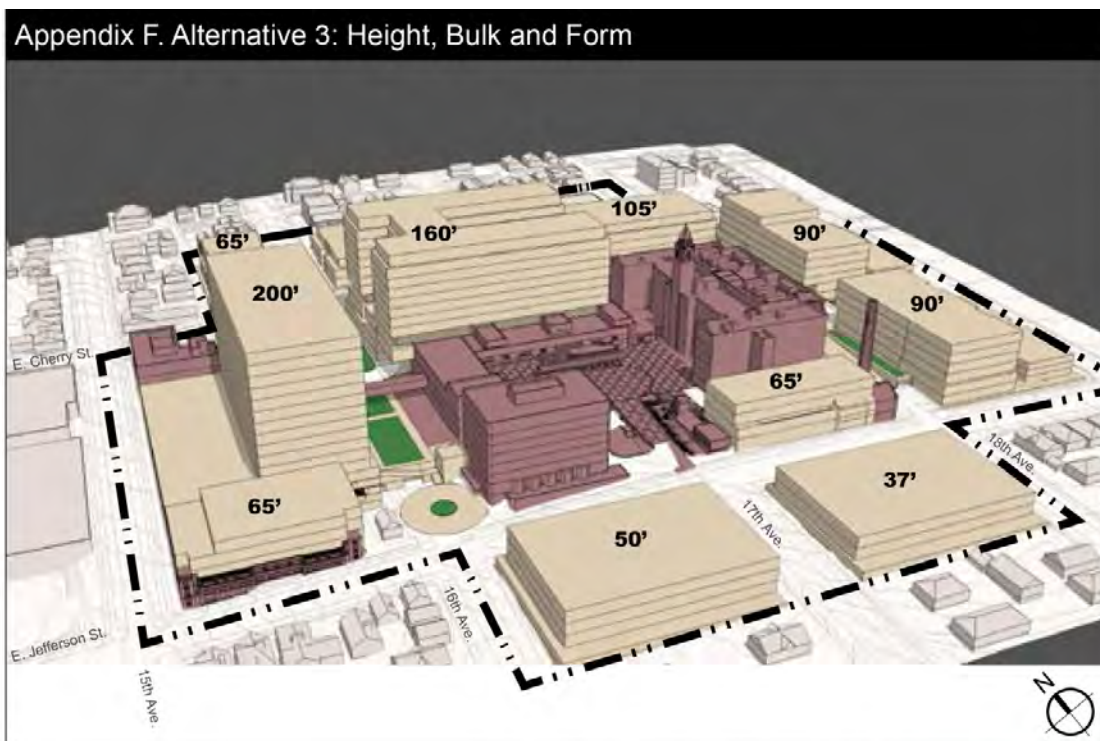 Appendix F. Alternative 3: Height, Bulk and Form
105'
65'
160'
90'
200'
90'
E. Cherry St.
65'
18th Ave.
37'
65'
17th Ave.
50'
16th Ave.
E. Jefferson St.
15th Ave.
N